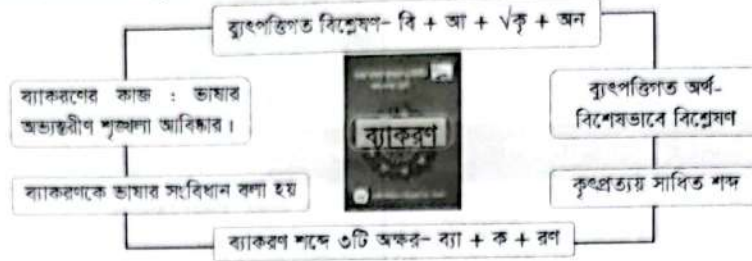 ব্যুৎপত্তিগত বিশ্লেষণ- বি + আ + √কৃ + অন
ব্যাকরণের কাজ : ভাষার
অভ্যন্তরীণ শৃঙ্খলা আবিষ্কার।
ব্যাকরণ
ব্যুৎপত্তিগত অর্থ-
বিশেষভাবে বিশ্লেষণ
ব্যাকরণকে ভাষার সংবিধান বলা হয়
কৃৎপ্রত্যয় সাধিত শব্দ
ব্যাকরণ শব্দে ৩টি অক্ষর- ব্যা + ক + রণ